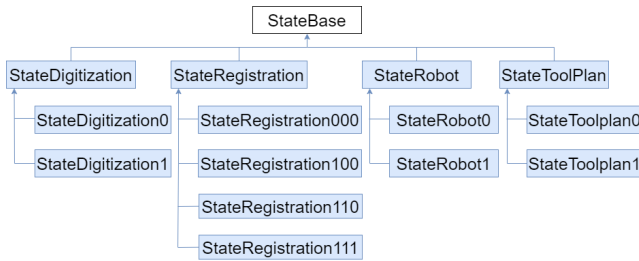 StateBase
StateDigitization
StateRegistration
StateRobot
StateToolPlan
StateDigitization0
StateRegistration000
StateRobot0
StateToolplan0
StateDigitization1
StateRegistration100
StateRobot1
StateToolplan1
StateRegistration110
StateRegistration111